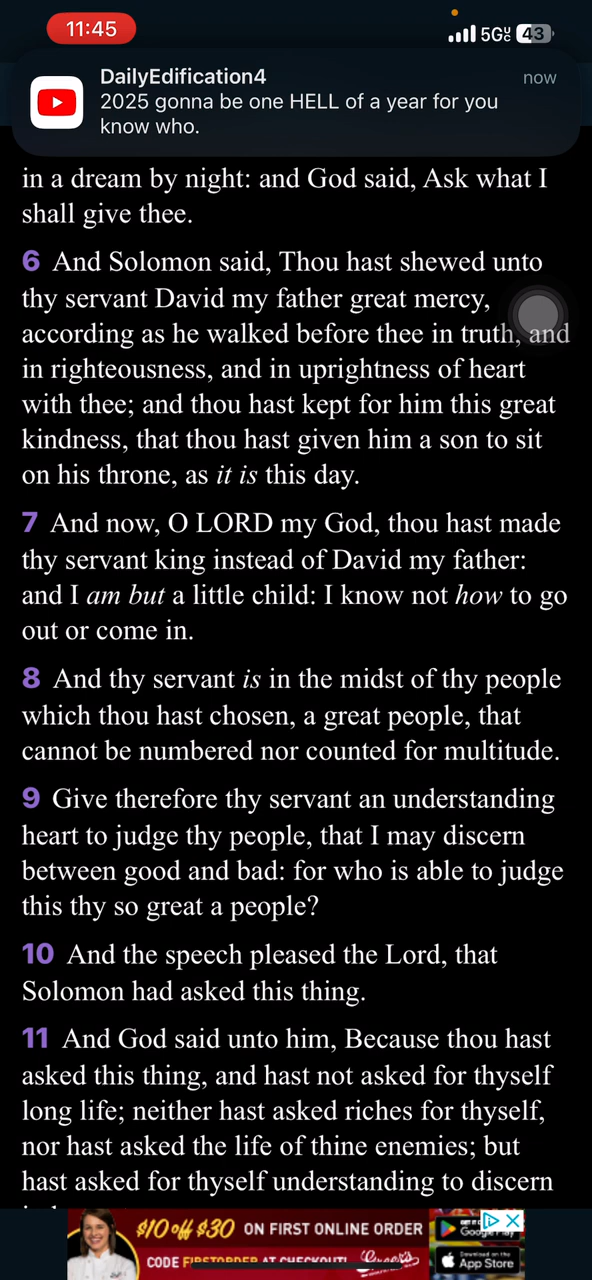 11:45
5G
43
DailyEdification4
now
2025 gonna be one HELL of a year for you
know who.
in a dream by night: and God said, Ask what I
shall give thee.
6 And Solomon said, Thou hast shewed unto
thy servant David my father great mercy,
according as he walked before thee in truth, and
in righteousness, and in uprightness of heart
with thee; and thou hast kept for him this great
kindness, that thou hast given him a son to sit
on his throne, as it is this day.
7 And now, O LORD my God, thou hast made
thy servant king instead of David my father:
and I am but a little child: I know not how to go
out or come in.
8 And thy servant is in the midst of thy people
which thou hast chosen, a great people, that
cannot be numbered nor counted for multitude.
9 Give therefore thy servant an understanding
heart to judge thy people, that I may discern
between good and bad: for who is able to judge
this thy so great a people?
10 And the speech pleased the Lord, that
Solomon had asked this thing.
11 And God said unto him, Because thou hast
asked this thing, and hast not asked for thyself
long life; neither hast asked riches for thyself,
nor hast asked the life of thine enemies; but
hast asked for thyself understanding to discern
$10 off $30 ON FIRST ONLINE ORDER
CODE FIRSTORDER AT CHECKOUT!
Google Play
Download on the
App Store